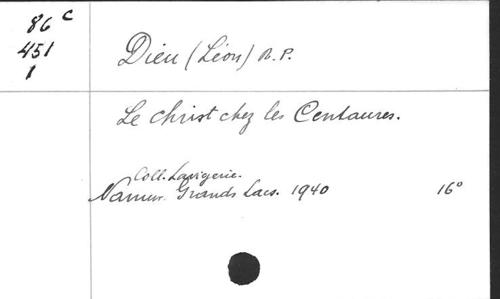 86 C
451
1
Dieu (Léon) R.P.
Le Christ chez les Centaures.
Coll. Lavigerie.
Namur. Grands Lacs. 1940 16°